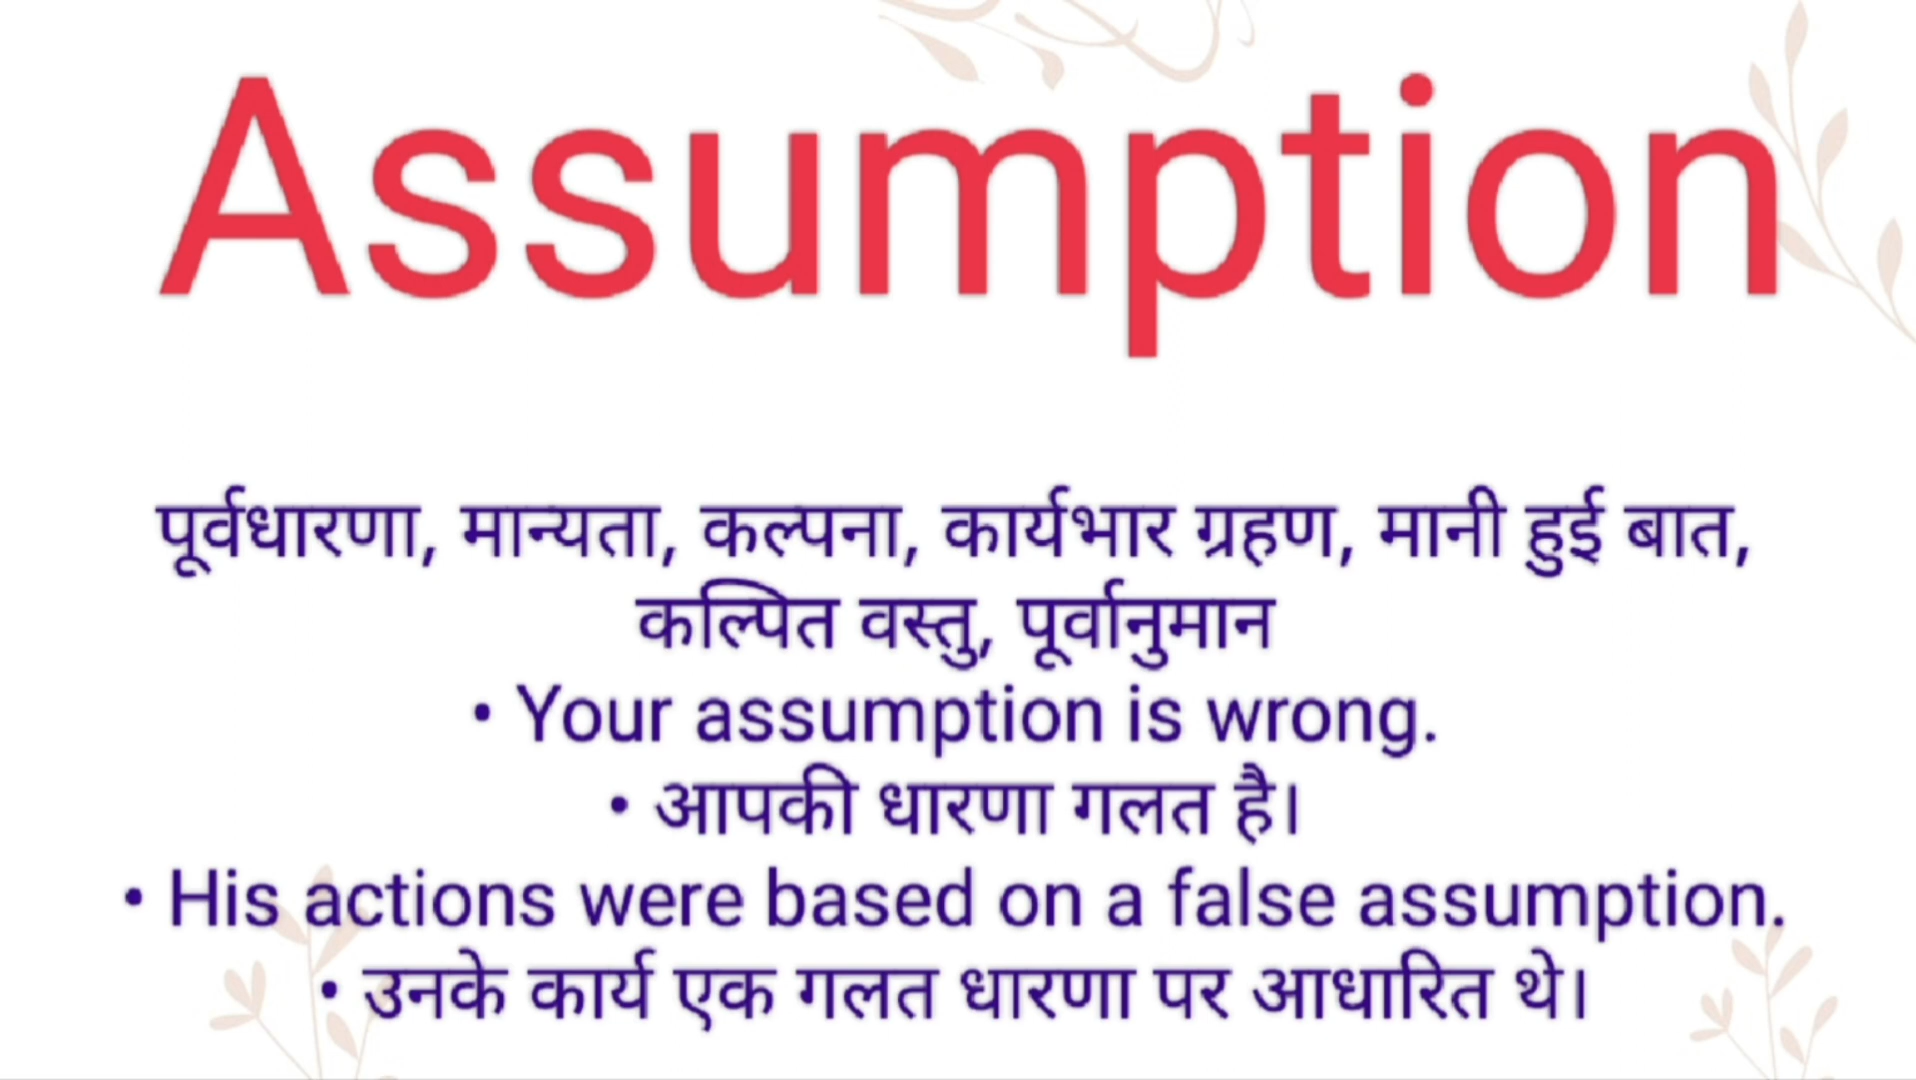 Assumption
पूर्वधारणा, मान्यता, कल्पना, कार्यभार ग्रहण, मानी हुई बात,
कल्पित वस्तु, पूर्वानुमान
• Your assumption is wrong.
• आपकी धारणा गलत है।
• His actions were based on a false assumption.
• उनके कार्य एक गलत धारणा पर आधारित थे।